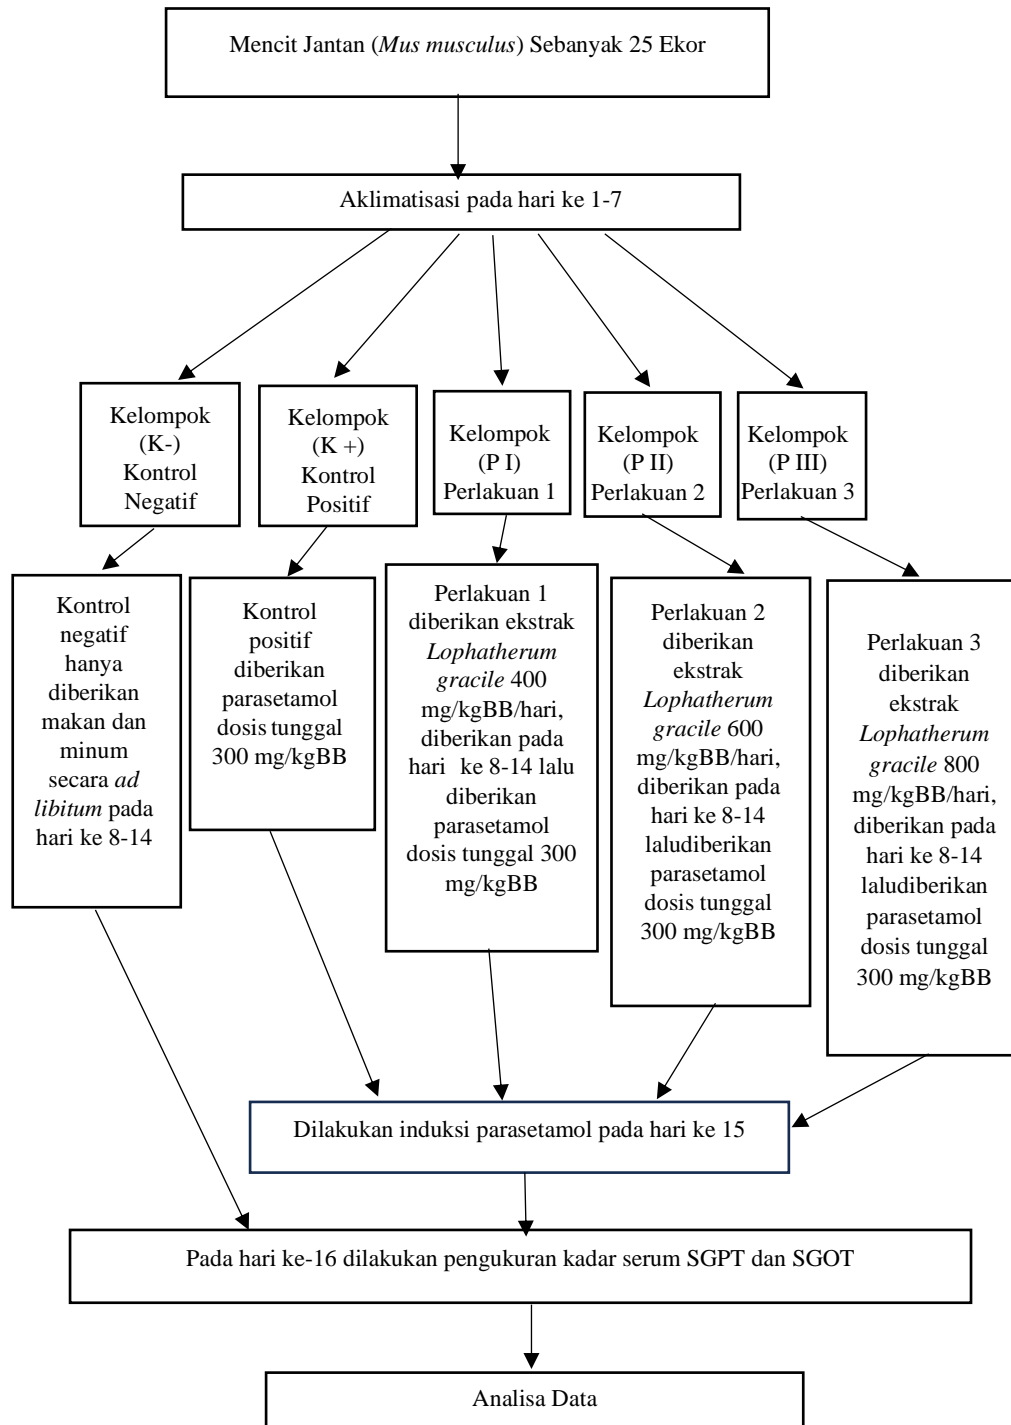 Mencit Jantan (Mus musculus) Sebanyak 25 Ekor
Aklimatisasi pada hari ke 1-7
Kelompok
(K-)
Kontrol
Negatif
Kelompok
(K +)
Kontrol
Positif
Kelompok
(P I)
Perlakuan 1
Kelompok
(P II)
Perlakuan 2
Kelompok
(P III)
Perlakuan 3
Kontrol
negatif
hanya
diberikan
makan dan
minum
secara ad
libitum pada
hari ke 8-14
Kontrol
positif
diberikan
parasetamol
dosis tunggal
300 mg/kgBB
Perlakuan 1
diberikan ekstrak
Lophatherum
gracile 400
mg/kgBB/hari,
diberikan pada
hari ke 8-14 lalu
diberikan
parasetamol
dosis tunggal 300
mg/kgBB
Perlakuan 2
diberikan
ekstrak
Lophatherum
gracile 600
mg/kgBB/hari,
diberikan pada
hari ke 8-14
laludiberikan
parasetamol
dosis tunggal
300 mg/kgBB
Perlakuan 3
diberikan
ekstrak
Lophatherum
gracile 800
mg/kgBB/hari,
diberikan pada
hari ke 8-14
laludiberikan
parasetamol
dosis tunggal
300 mg/kgBB
Dilakukan induksi parasetamol pada hari ke 15
Pada hari ke-16 dilakukan pengukuran kadar serum SGPT dan SGOT
Analisa Data